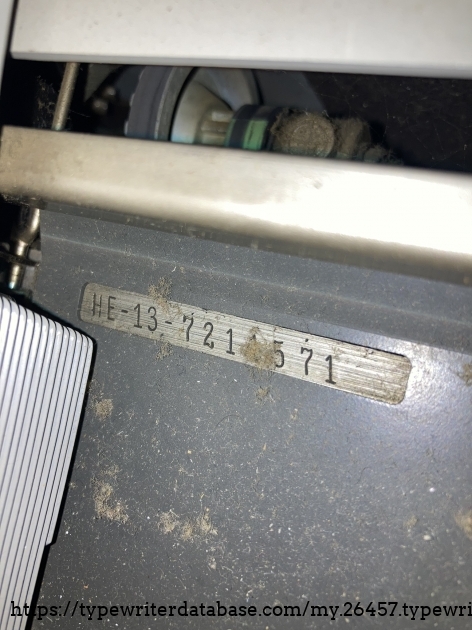 HE-13-721 571
https://typewriterdatabase.com/my.26457.typewri